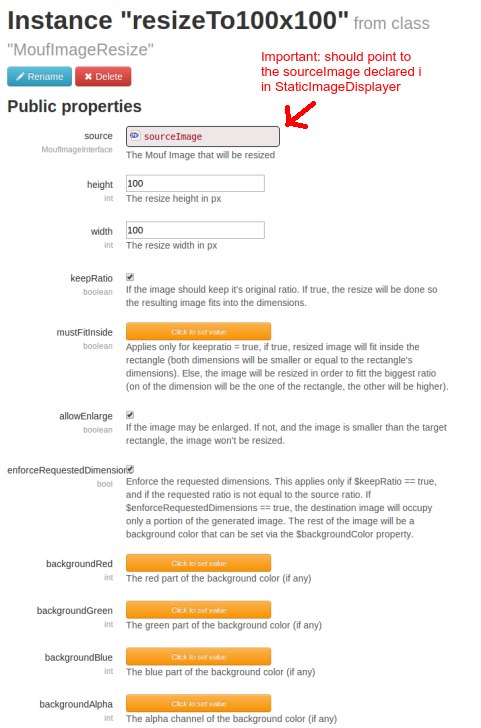 Instance "resizeTo100x100" from class
"MoufImageResize"
Important: should point to
the sourceImage declared i
in StaticImageDisplayer
Rename
Delete
Public properties
source
MoufImageInterface
sourceImage
The Mouf Image that will be resized
height
int
100
The resize height in px
width
int
100
The resize width in px
keepRatio
boolean
If the image should keep it's original ratio. If true, the resize will be done so
the resulting image fits into the dimensions.
mustFitInside
boolean
Click to set value
Applies only for keepratio = true, if true, resized image will fit inside the
rectangle (both dimensions will be smaller or equal to the rectangle's
dimensions). Else, the image will be resized in order to fitt the biggest ratio
(on of the dimension will be the one of the rectangle, the other will be higher).
allowEnlarge
boolean
If the image may be enlarged. If not, and the image is smaller than the target
rectangle, the image won't be resized.
enforceRequestedDimension
bool
Enforce the requested dimensions. This applies only if $keepRatio == true,
and if the requested ratio is not equal to the source ratio. If
$enforceRequestedDimensions == true, the destination image will occupy
only a portion of the generated image. The rest of the image will be a
background color that can be set via the $backgroundColor property.
backgroundRed
int
Click to set value
The red part of the background color (if any)
backgroundGreen
int
Click to set value
The green part of the background color (if any)
backgroundBlue
int
Click to set value
The blue part of the background color (if any)
backgroundAlpha
int
Click to set value
The alpha channel of the background color (if any)